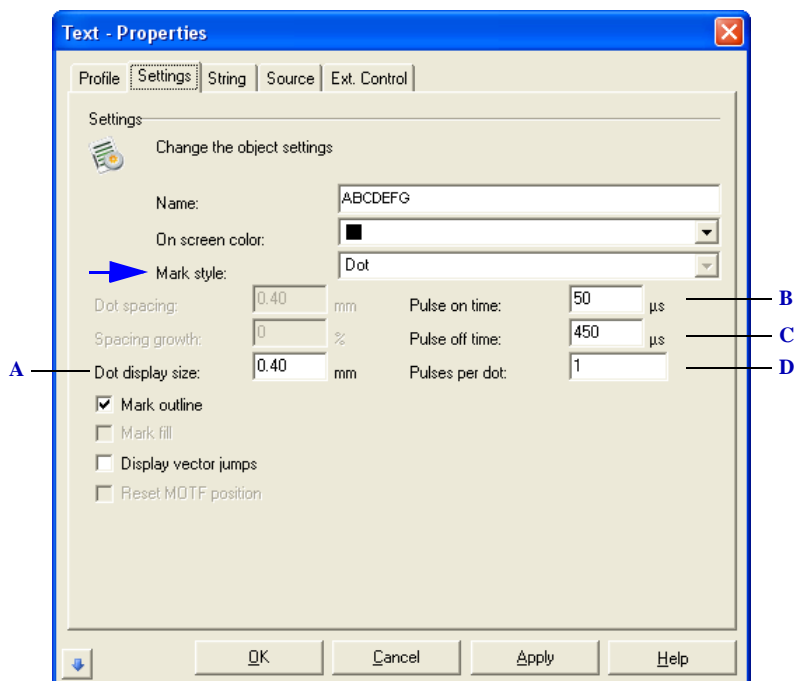 Text - Properties
Profile Settings String Source Ext. Control
Settings
Change the object settings
Name: ABCDEFG
On screen color:
Mark style: Dot
Dot spacing: 0.40 mm Pulse on time: 50 µs B
Spacing growth: 0 % Pulse off time: 450 µs C
A Dot display size: 0.40 mm Pulses per dot: 1 D
Mark outline
Mark fill
Display vector jumps
Reset MOTF position
OK Cancel Apply Help